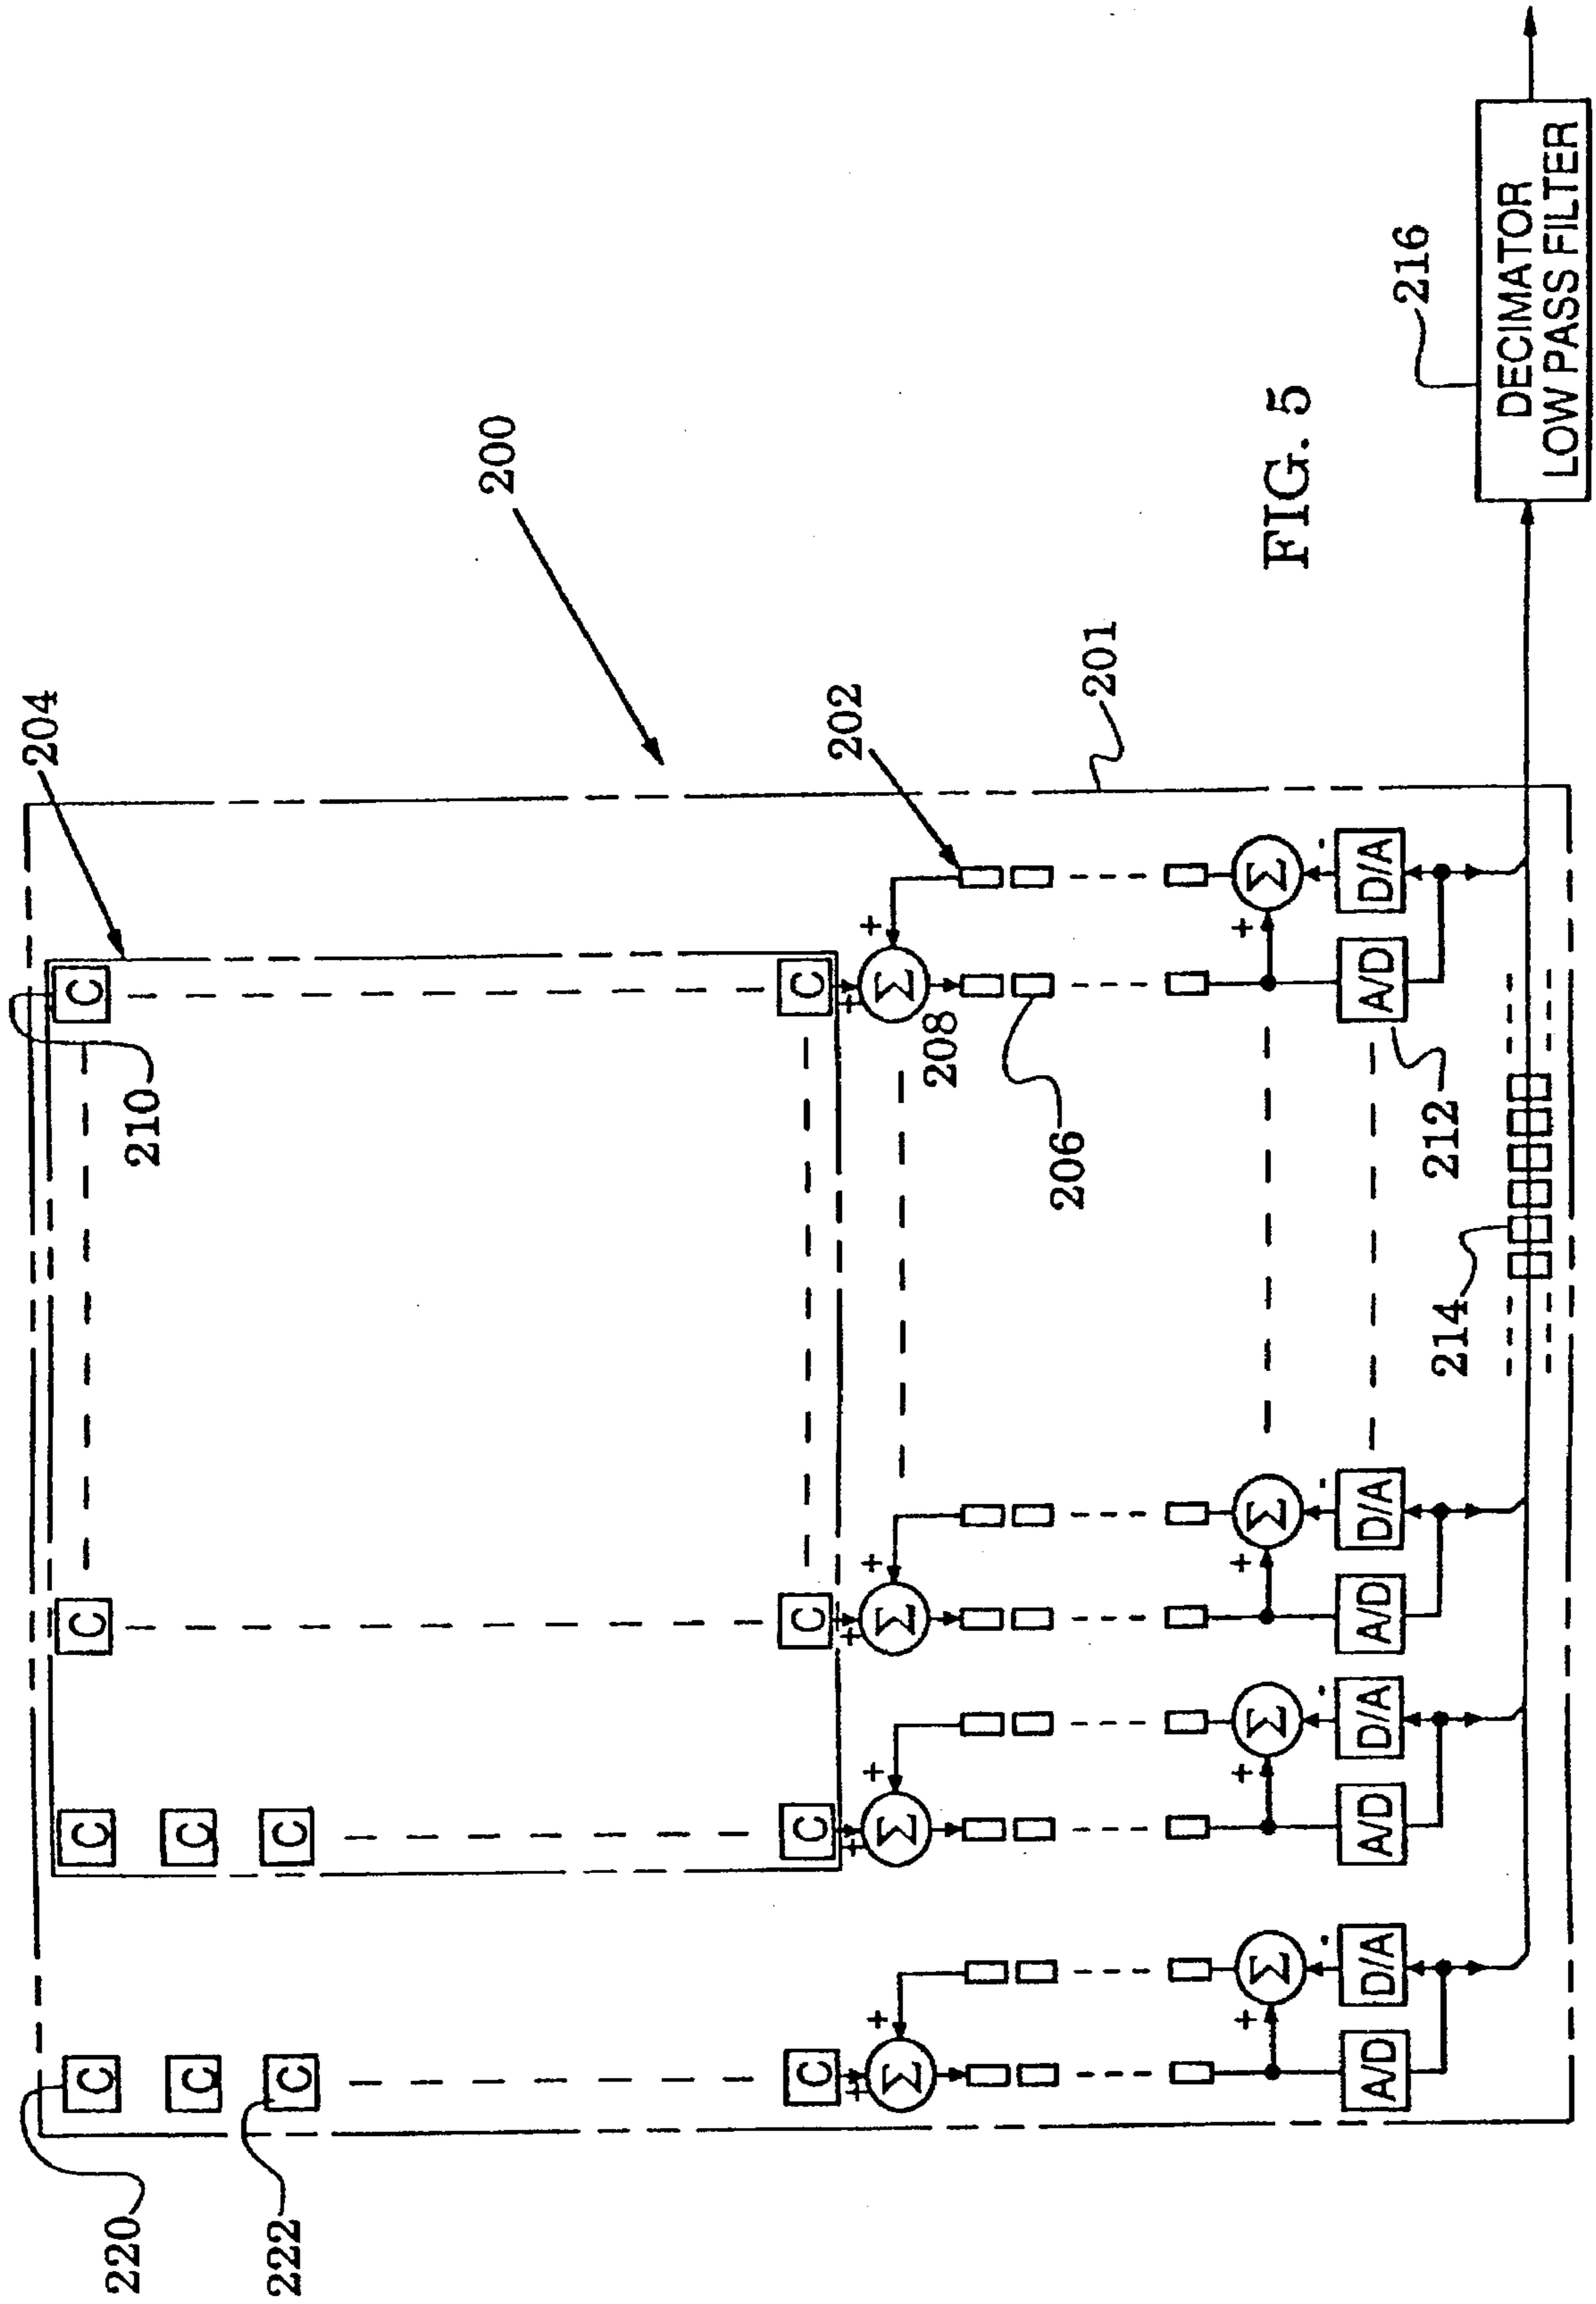 204
C C C C
220 210
C C
222 C C
200
C C C C
+ + + +
202
+ + + +
Σ Σ Σ Σ
208
206
201
+ + + +
Σ Σ Σ Σ
FIG. 5
- - - -
A/D D/A A/D D/A A/D D/A A/D D/A
216
212
214
DECIMATOR
LOW PASS FILTER